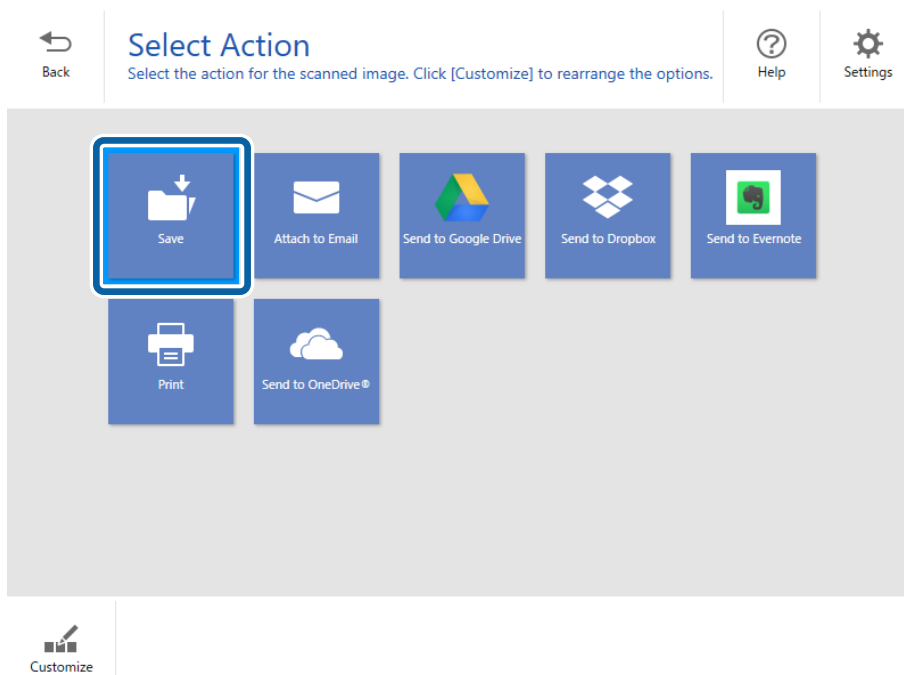 Back
Select Action
Select the action for the scanned image. Click [Customize] to rearrange the options.
Help
Settings
Save
Attach to Email
Send to Google Drive
Send to Dropbox
Send to Evernote
Print
Send to OneDrive®
Customize